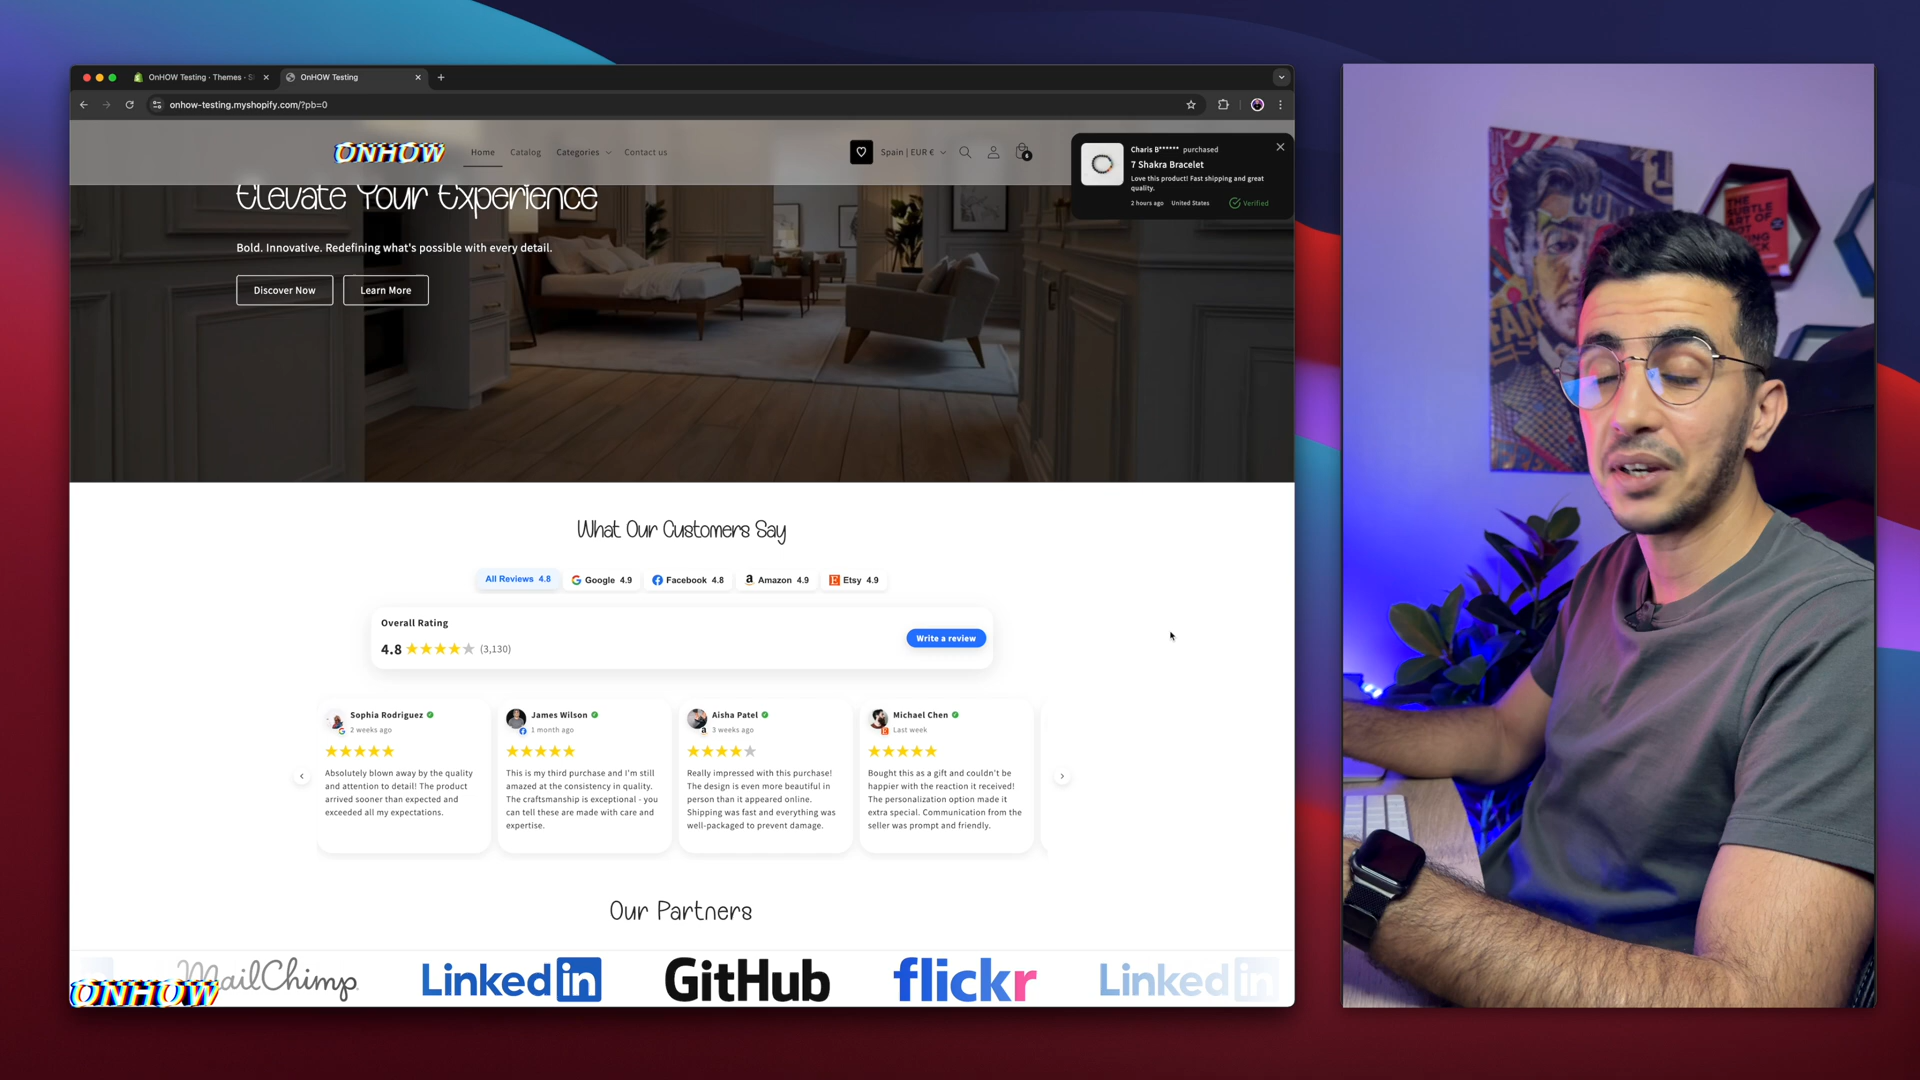 OnHOW Testing · Themes · S
OnHOW Testing
onhow-testing.myshopify.com/?pb=0
ONHOW
Home
Catalog
Categories
Contact us
Spain | EUR €
Charis B****** purchased
7 Shakra Bracelet
Love this product! Fast shipping and great
quality.
2 hours ago United States Verified
Elevate Your Experience
Bold. Innovative. Redefining what's possible with every detail.
Discover Now
Learn More
What Our Customers Say
All Reviews 4.8
Google 4.9
Facebook 4.8
Amazon 4.9
Etsy 4.9
Overall Rating
4.8 (3,130)
Write a review
Sophia Rodriguez
2 weeks ago
Absolutely blown away by the quality
and attention to detail! The product
arrived sooner than expected and
exceeded all my expectations.
James Wilson
1 month ago
This is my third purchase and I'm still
amazed at the consistency in quality.
The craftsmanship is exceptional - you
can tell these are made with care and
expertise.
Aisha Patel
3 weeks ago
Really impressed with this purchase!
The design is even more beautiful in
person than it appeared online.
Shipping was fast and everything was
well-packaged to prevent damage.
Michael Chen
Last week
Bought this as a gift and couldn't be
happier with the reaction it received!
The personalization option made it
extra special. Communication from the
seller was prompt and friendly.
Our Partners
MailChimp
LinkedIn
GitHub
flickr
LinkedIn
ONHOW
THE
SUBTLE
ART OF